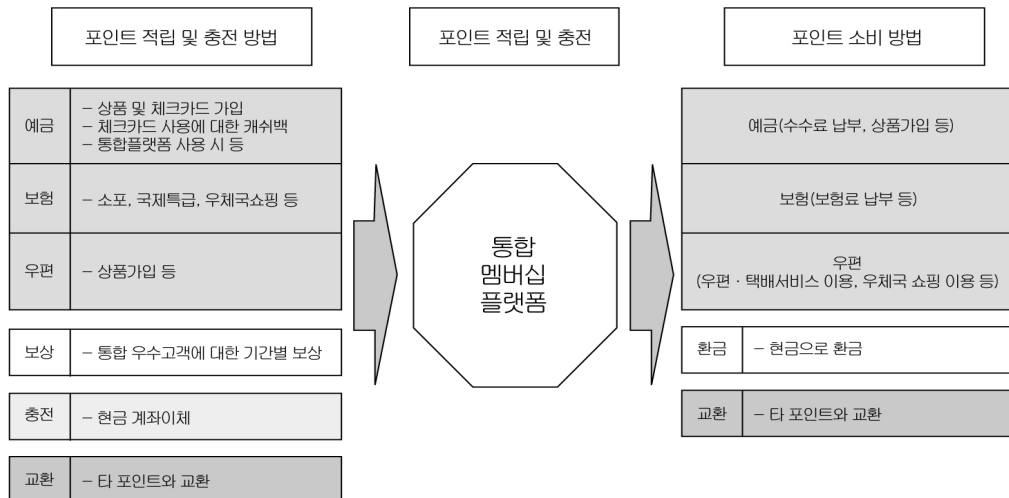 포인트 적립 및 충전 방법
포인트 적립 및 충전
포인트 소비 방법
예금
– 상품 및 체크카드 가입
– 체크카드 사용에 대한 캐쉬백
– 통합플랫폼 사용 시 등
보험
– 소포, 국제특급, 우체국쇼핑 등
우편
– 상품가입 등
보상
– 통합 우수고객에 대한 기간별 보상
충전
– 현금 계좌이체
교환
– 타 포인트와 교환
통합
멤버십
플랫폼
예금(수수료 납부, 상품가입 등)
보험(보험료 납부 등)
우편
(우편 · 택배서비스 이용, 우체국 쇼핑 이용 등)
환금
– 현금으로 환금
교환
– 타 포인트와 교환